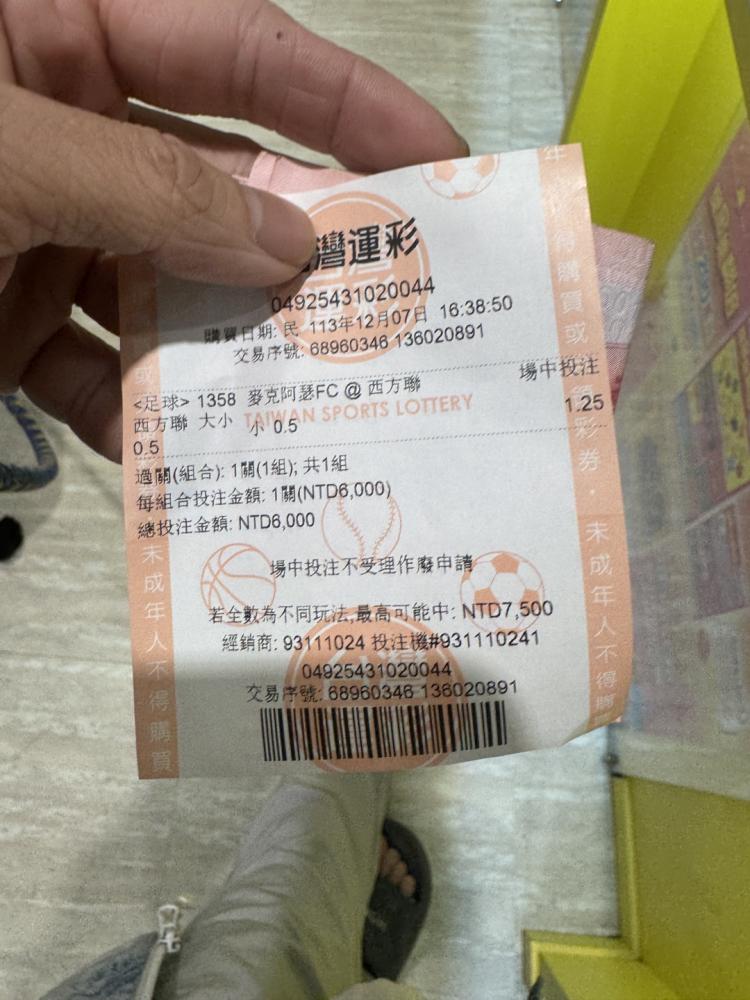 灣運彩
04925431020044
購買日期: 民 113年12月07日 16:38:50
交易序號: 68960346 136020891
<足球> 1358 麥克阿瑟FC @ 西方聯 場中投注
西方聯 大小 小 0.5 1.25
0.5
TAIWAN SPORTS LOTTERY
過關(組合): 1關(1組); 共1組
每組合投注金額: 1關(NTD6,000)
總投注金額: NTD6,000
場中投注不受理作廢申請
若全數為不同玩法,最高可能中: NTD7,500
經銷商: 93111024 投注機#931110241
04925431020044
交易序號: 68960346 136020891
未成年人不得購買
年 得購買或 彩券．未成年人不得購